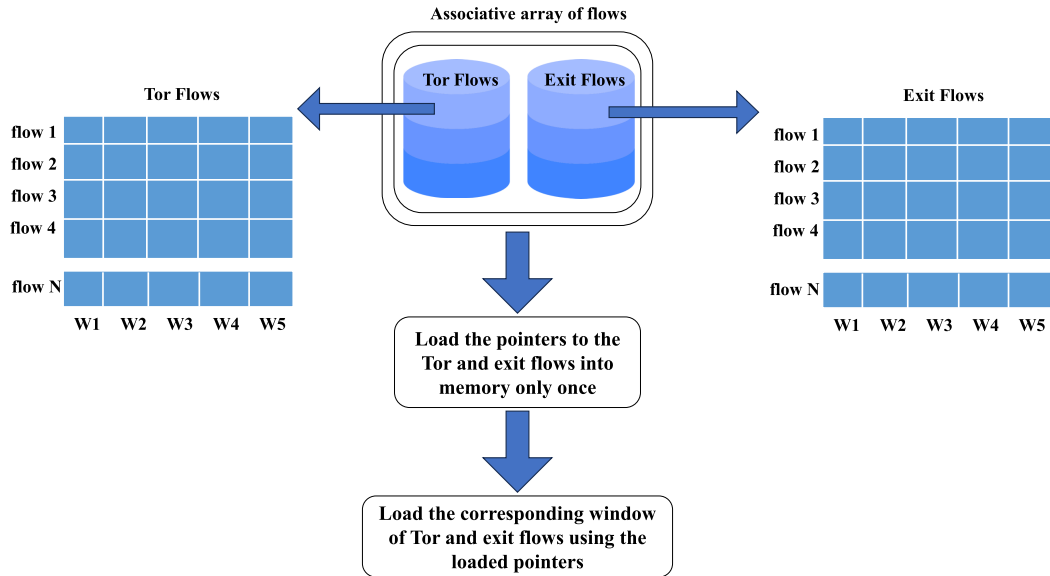 Associative array of flows
Tor Flows
Exit Flows
Tor Flows
flow 1
flow 2
flow 3
flow 4
flow N
W1 W2 W3 W4 W5
Exit Flows
flow 1
flow 2
flow 3
flow 4
flow N
W1 W2 W3 W4 W5
Load the pointers to the
Tor and exit flows into
memory only once
Load the corresponding window
of Tor and exit flows using the
loaded pointers